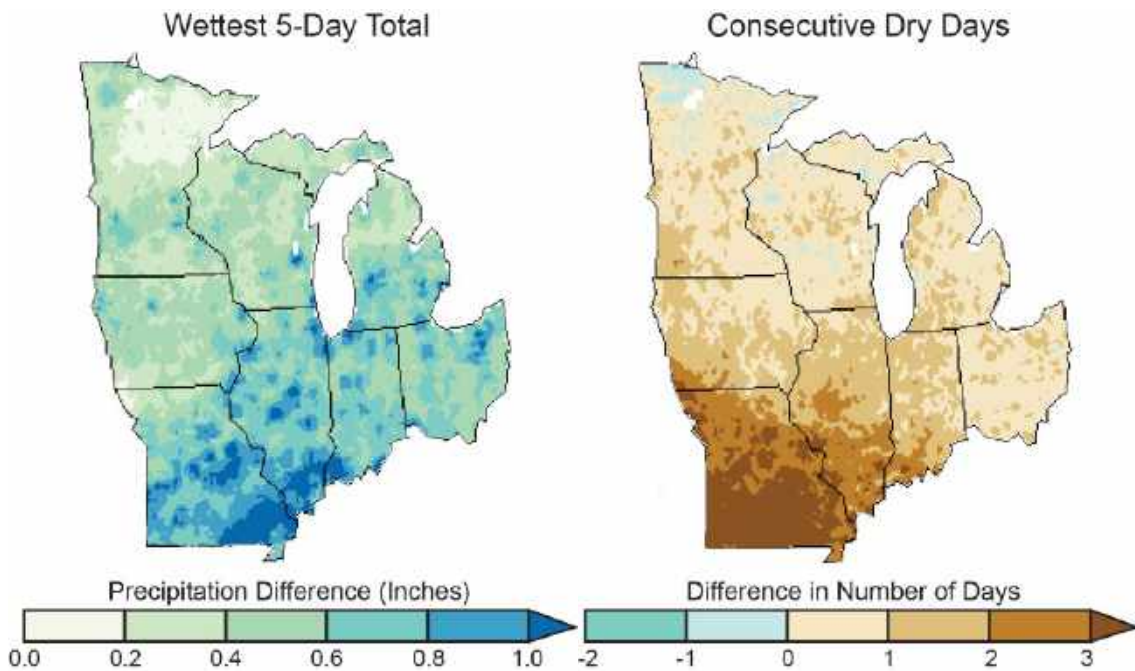 Wettest 5-Day Total
Consecutive Dry Days
Precipitation Difference (Inches)
0.0 0.2 0.4 0.6 0.8 1.0
Difference in Number of Days
-2 -1 0 1 2 3